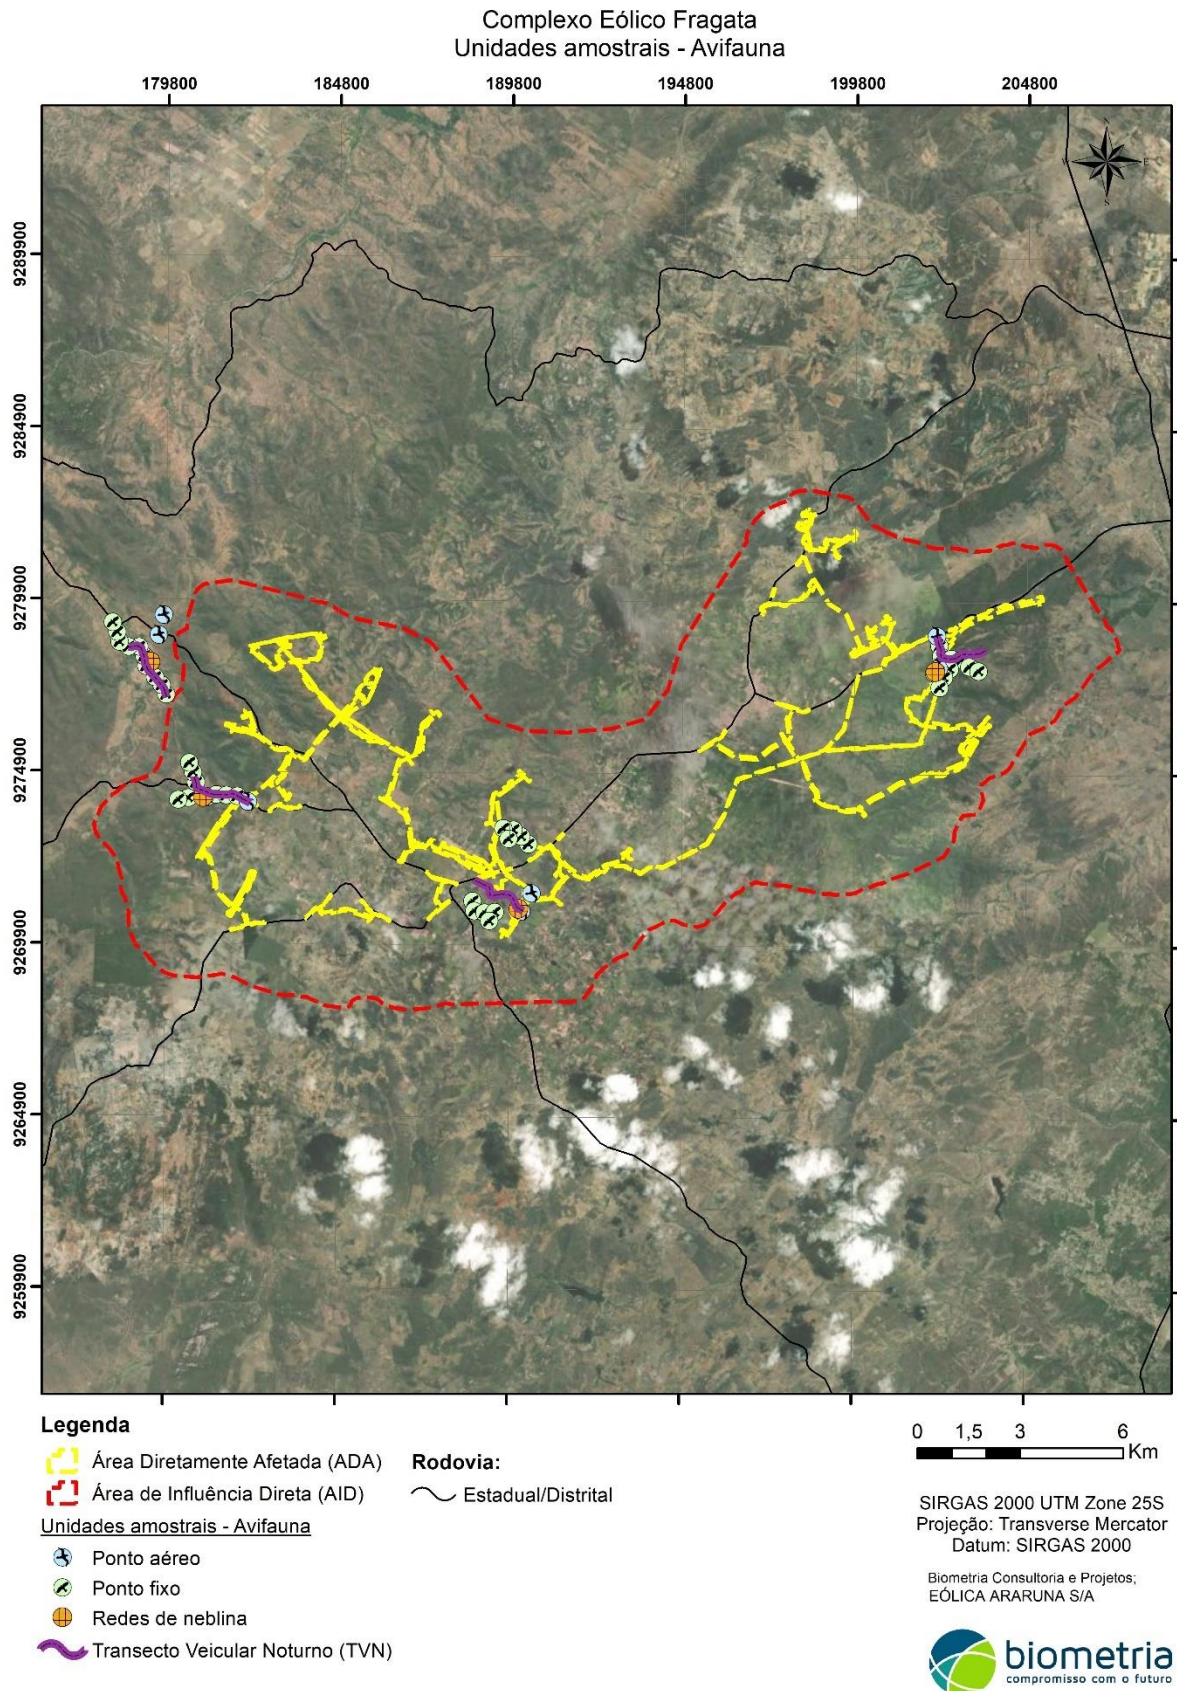 Complexo Eólico Fragata
Unidades amostrais - Avifauna
179800 184800 189800 194800 199800 204800
N
W E
S
9289900
9284900
9279900
9274900
9269900
9264900
9259900
Legenda
Área Diretamente Afetada (ADA)
Área de Influência Direta (AID)
Rodovia:
Estadual/Distrital
Unidades amostrais - Avifauna
Ponto aéreo
Ponto fixo
Redes de neblina
Transecto Veicular Noturno (TVN)
0 1,5 3 6
Km
SIRGAS 2000 UTM Zone 25S
Projeção: Transverse Mercator
Datum: SIRGAS 2000
Biometria Consultoria e Projetos;
EÓLICA ARARUNA S/A
biometria
compromisso com o futuro